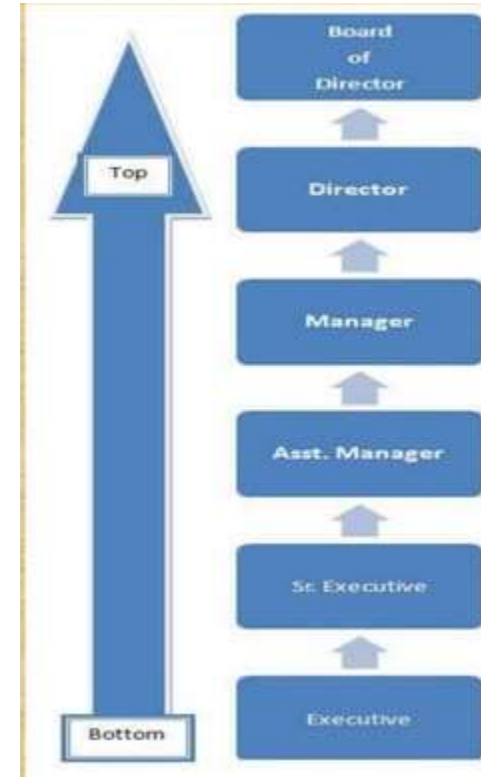 Board
of
Director
Top
Director
Manager
Asst. Manager
Sr. Executive
Executive
Bottom